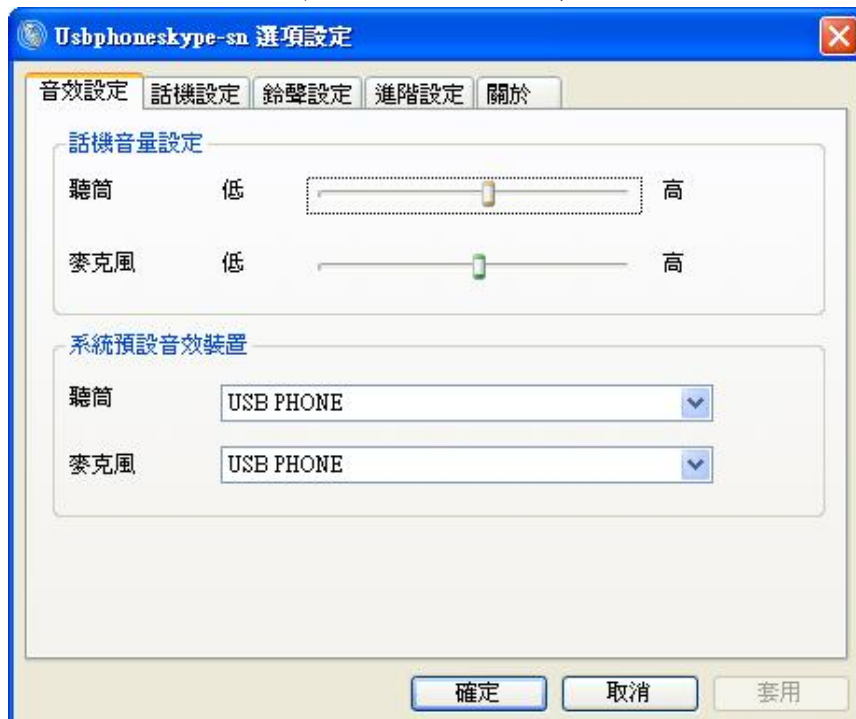 Usbphoneskype-sn 選項設定
音效設定 話機設定 鈴聲設定 進階設定 關於
話機音量設定
聽筒 低 高
麥克風 低 高
系統預設音效裝置
聽筒 USB PHONE
麥克風 USB PHONE
確定 取消 套用